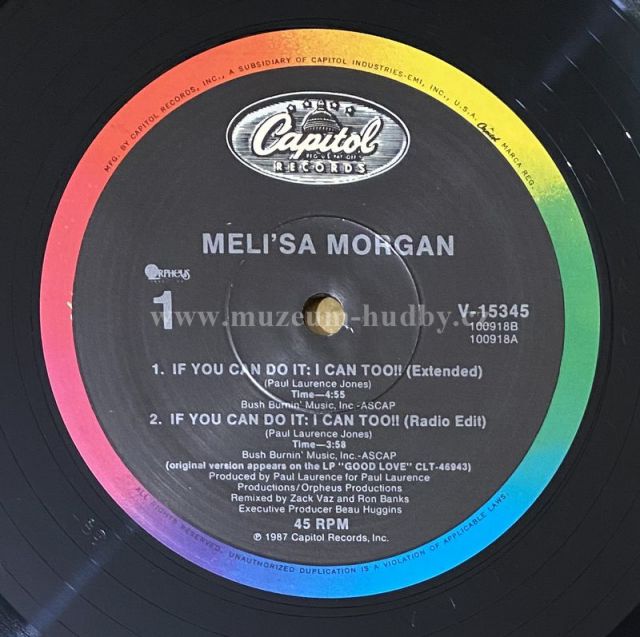 MFG. BY CAPITOL RECORDS, INC., A SUBSIDIARY OF CAPITOL INDUSTRIES-EMI, INC., U.S.A. Capitol MARCA REG.
Capitol
REG. U.S. PAT. OFF.
RECORDS
MELI'SA MORGAN
ORPHEUS
1
V-15345
100918B
100918A
www.muzeum-hudby.cz
1. IF YOU CAN DO IT: I CAN TOO!! (Extended)
(Paul Laurence Jones)
Time—4:55
Bush Burnin' Music, Inc.-ASCAP
2. IF YOU CAN DO IT: I CAN TOO!! (Radio Edit)
(Paul Laurence Jones)
Time—3:58
Bush Burnin' Music, Inc.-ASCAP
(original version appears on the LP "GOOD LOVE" CLT-46943)
Produced by Paul Laurence for Paul Laurence
Productions/Orpheus Productions
Remixed by Zack Vaz and Ron Banks
Executive Producer Beau Huggins
45 RPM
℗ 1987 Capitol Records, Inc.
ALL RIGHTS RESERVED. UNAUTHORIZED DUPLICATION IS A VIOLATION OF APPLICABLE LAWS.